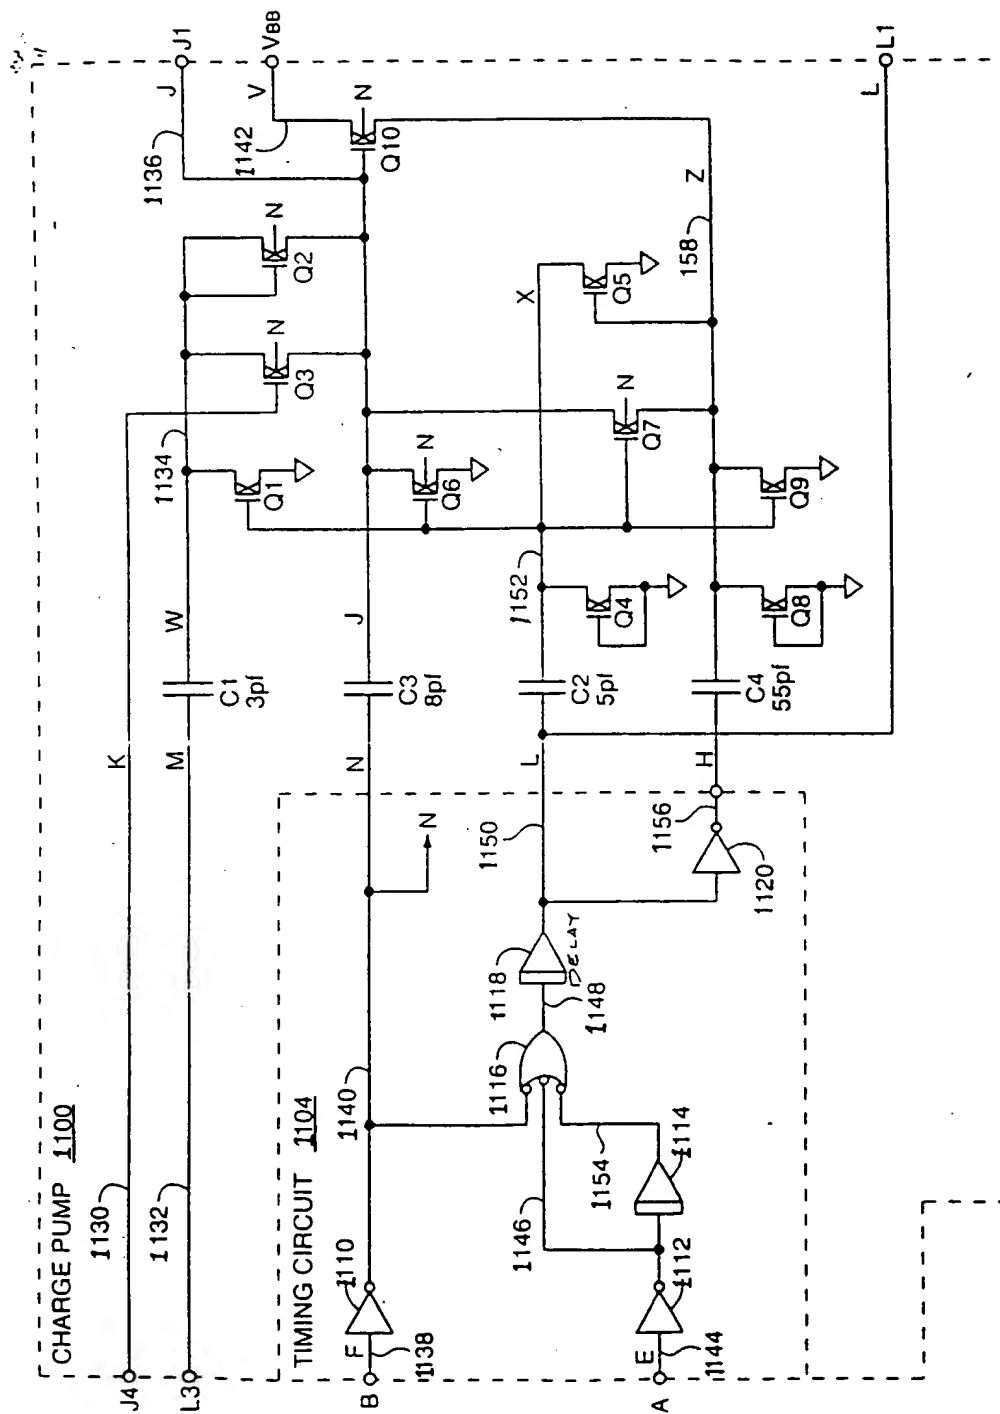 CHARGE PUMP 1100
TIMING CIRCUIT 1104
J4
L3
B
A
1130
1132
1110
F
1138
1140
N
1146
1154
1114
1112
E
1144
1116
1148
1118
DELAY
1150
1120
1156
K
M
N
L
H
C1
3pf
C3
8pf
C2
5pf
C4
55pf
W
J
1134
1152
X
Q1
Q3
N
Q2
N
Q6
N
Q4
Q7
N
Q5
Q8
Q9
158
Z
1136
J
J1
1142
V
VBB
N
Q10
L
L1